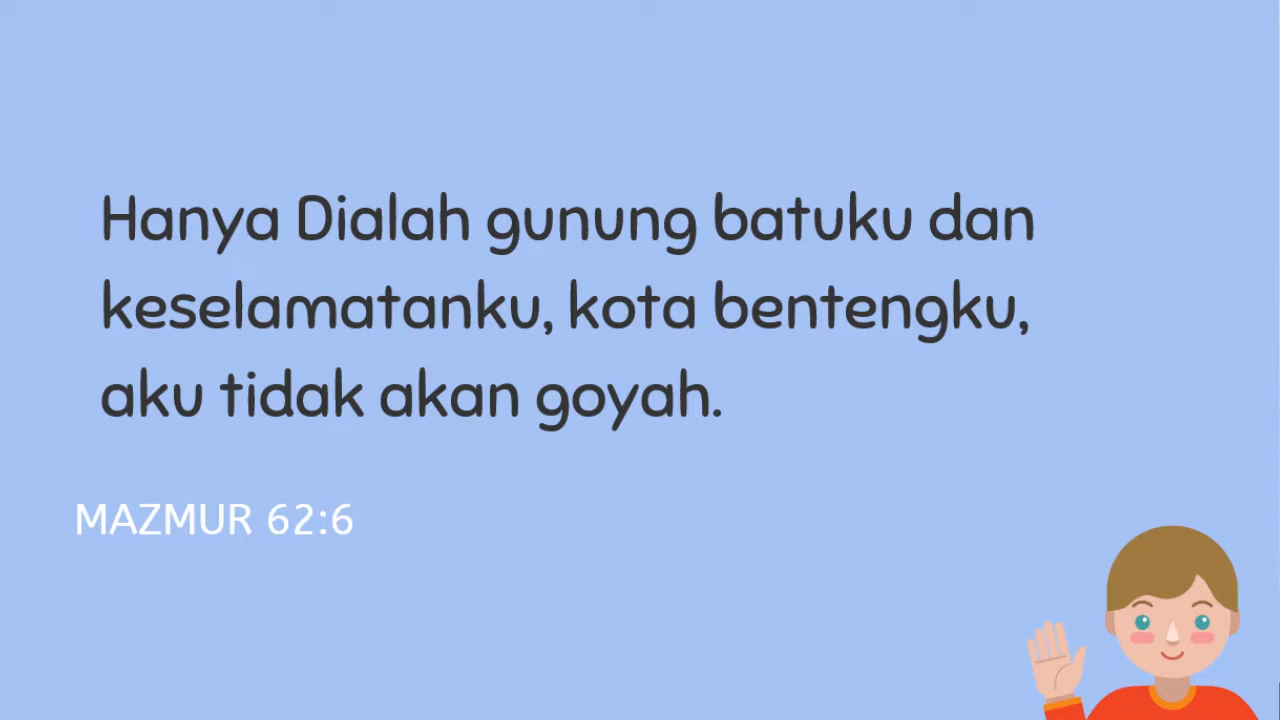 Hanya Dialah gunung batuku dan
keselamatanku, kota bentengku,
aku tidak akan goyah.
MAZMUR 62:6